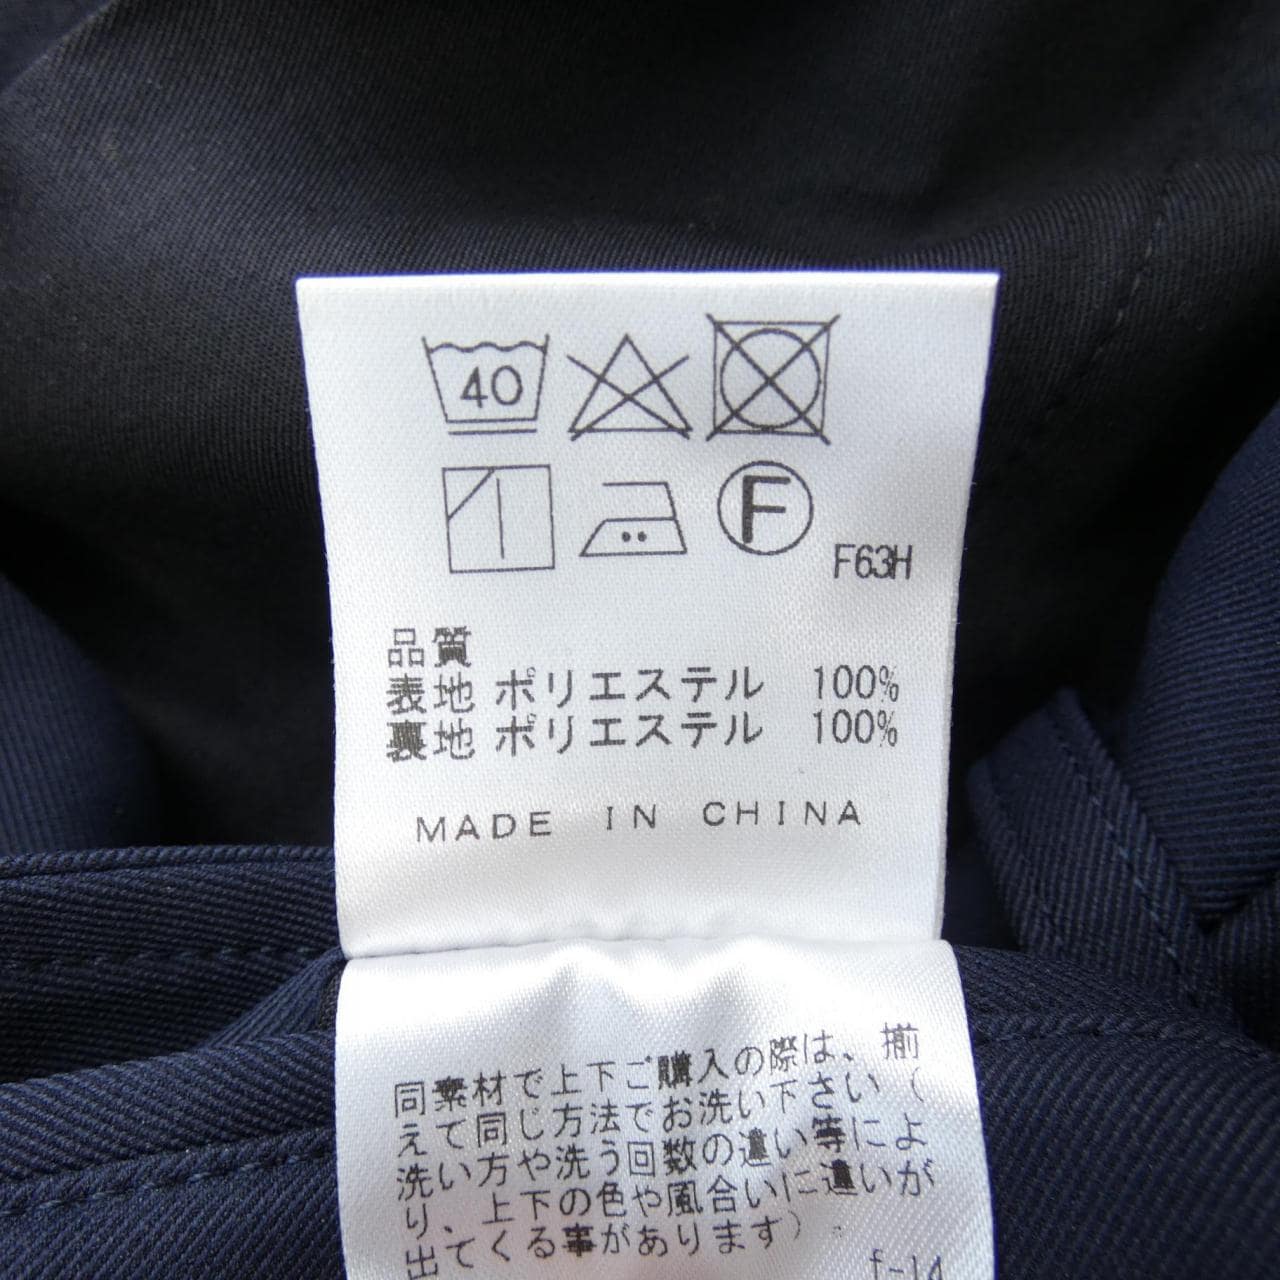 40
F
F63H
品質
表地 ポリエステル 100%
裏地 ポリエステル 100%
MADE IN CHINA
同素材で上下ご購入の際は、揃
えて同じ方法でお洗い下さい（
洗い方や洗う回数の違い等によ
り、上下の色や風合いに違いが
出てくる事があります）.
f-14